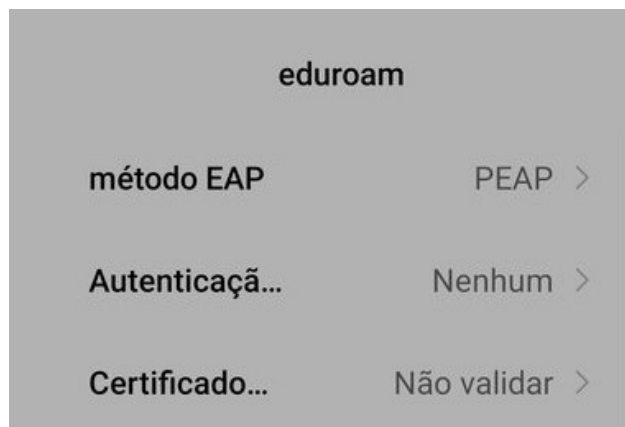 eduroam
método EAP PEAP >
Autenticaçã... Nenhum >
Certificado... Não validar >